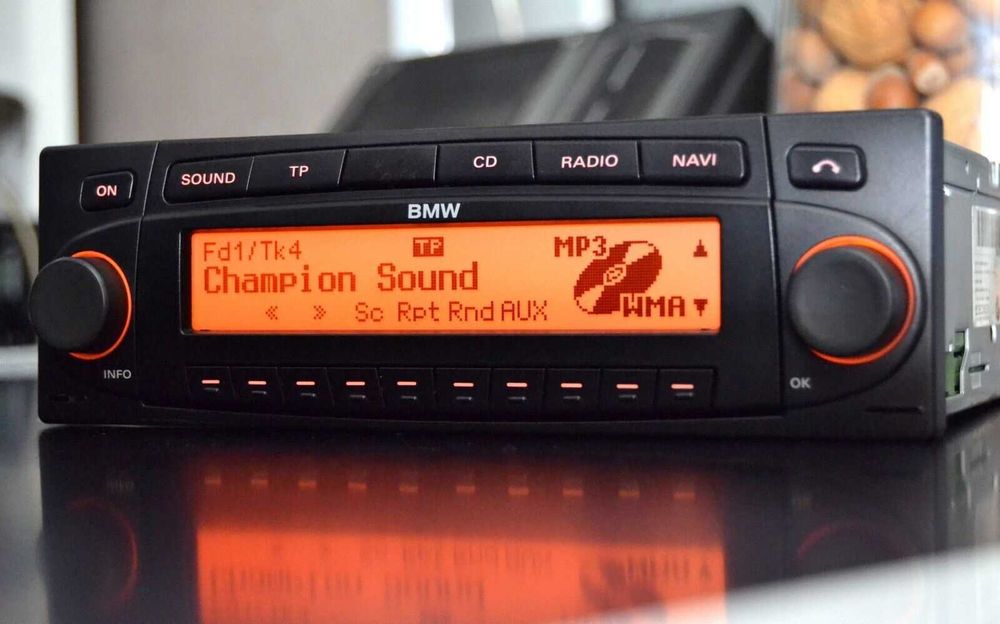 ON
SOUND TP CD RADIO NAVI
BMW
Fd1/Tk4 TP MP3
Champion Sound
« » Sc Rpt Rnd AUX WMA
INFO
OK